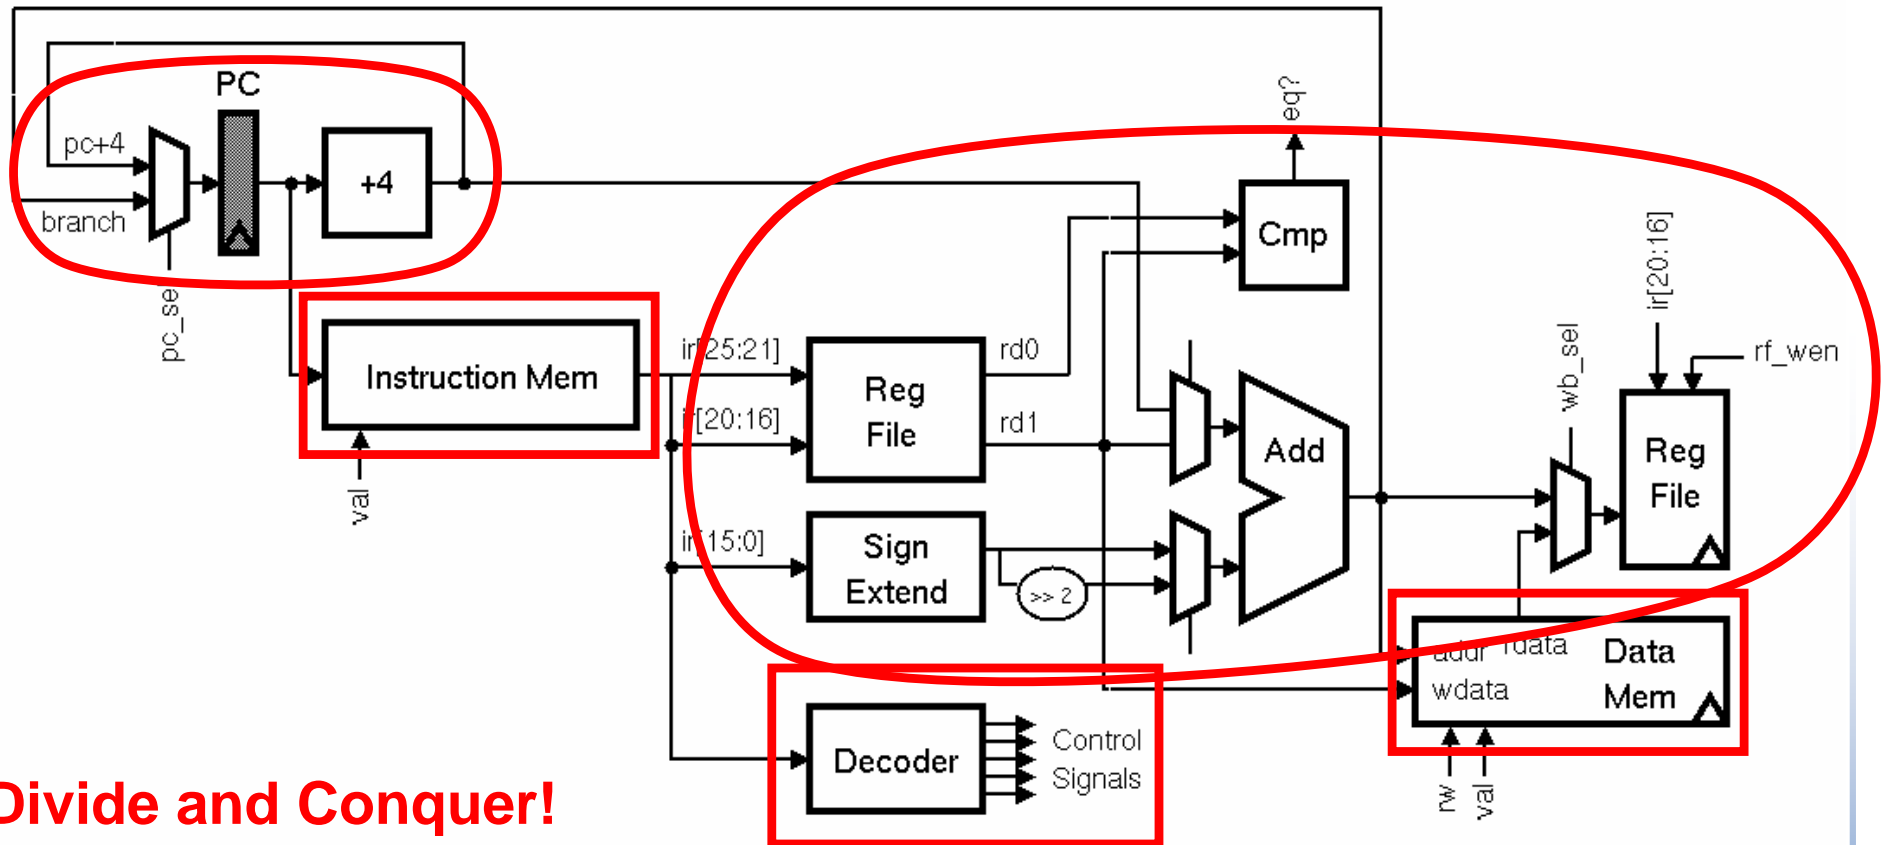 PC
pc+4
+4
branch
pc_se
eq?
Cmp
ir[20:16]
Instruction Mem
val
ir[25:21]
ir[20:16]
ir[15:0]
Reg
File
rd0
rd1
Sign
Extend
>> 2
Add
wb_sel
rf_wen
Reg
File
addr
rdata
wdata
Data
Mem
rw
val
Decoder
Control
Signals
Divide and Conquer!